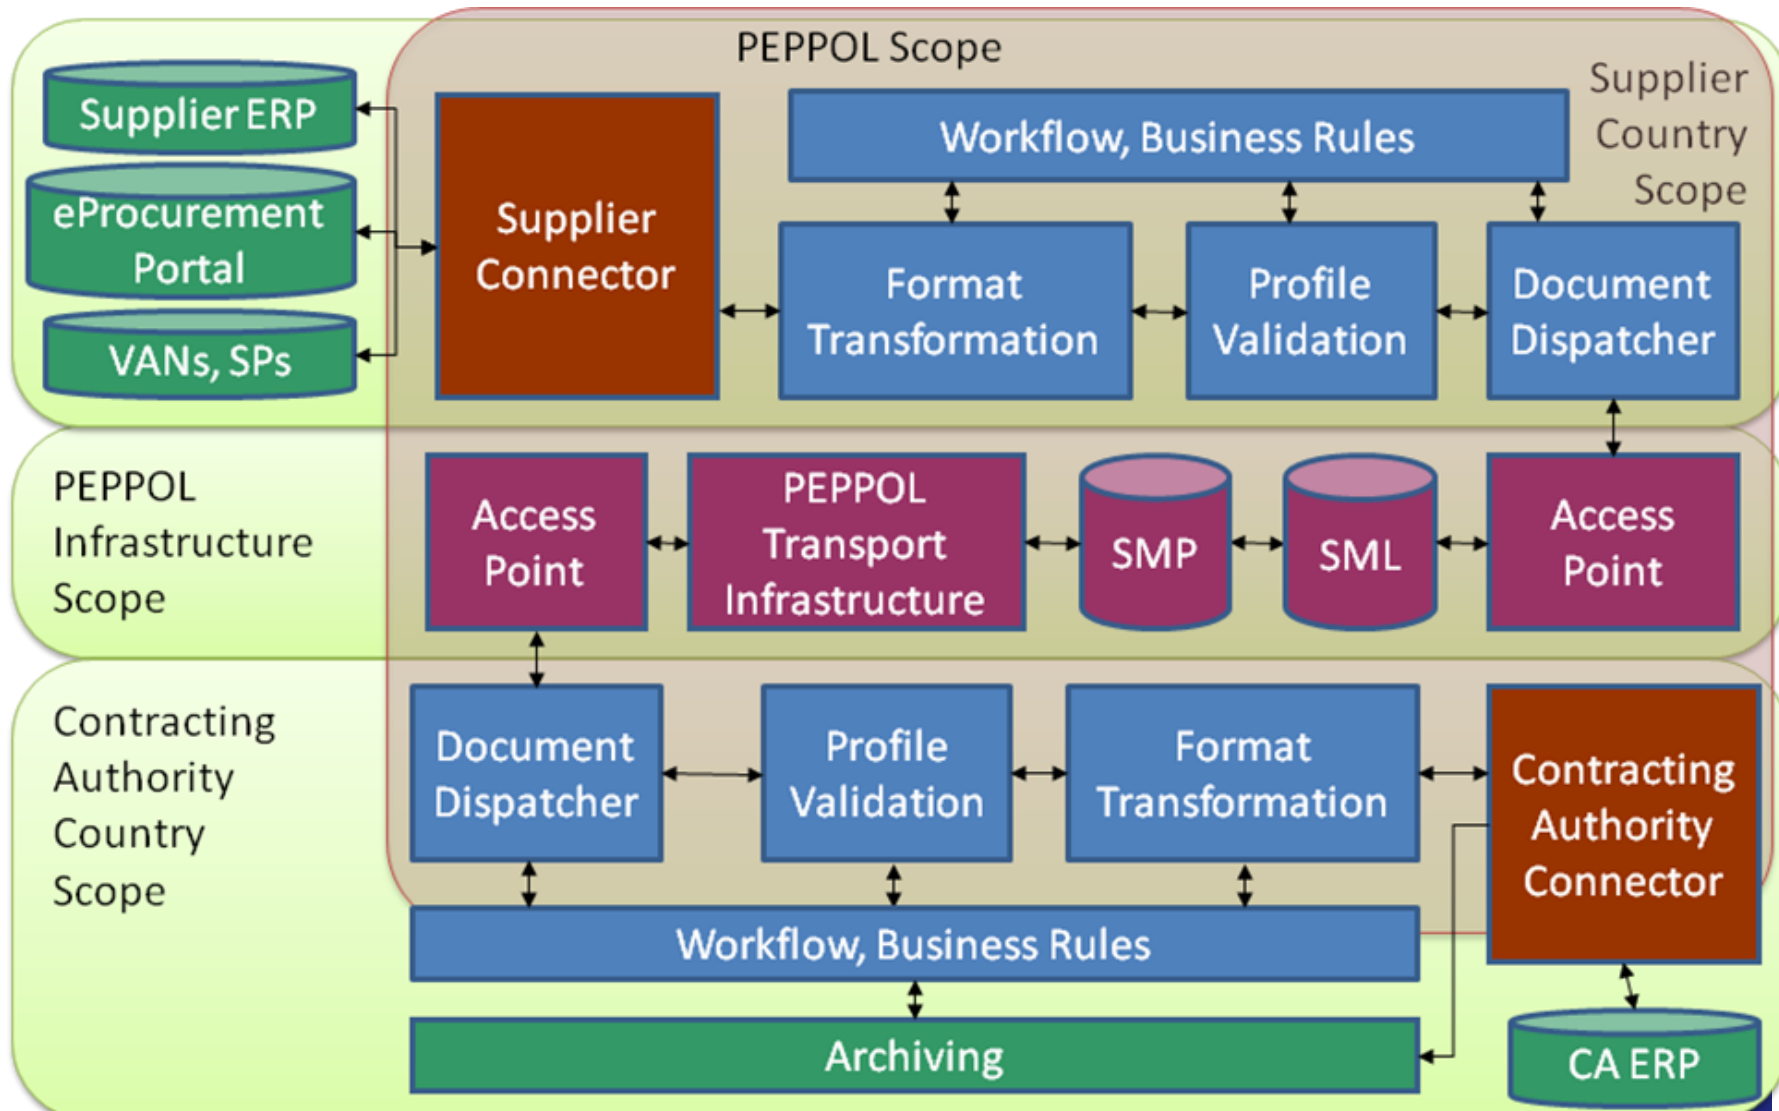 PEPPOL Scope
Supplier
Country
Scope
Supplier ERP
eProcurement
Portal
VANs, SPs
Supplier
Connector
Workflow, Business Rules
Format
Transformation
Profile
Validation
Document
Dispatcher
PEPPOL
Infrastructure
Scope
Access
Point
PEPPOL
Transport
Infrastructure
SMP
SML
Access
Point
Contracting
Authority
Country
Scope
Document
Dispatcher
Profile
Validation
Format
Transformation
Contracting
Authority
Connector
Workflow, Business Rules
Archiving
CA ERP